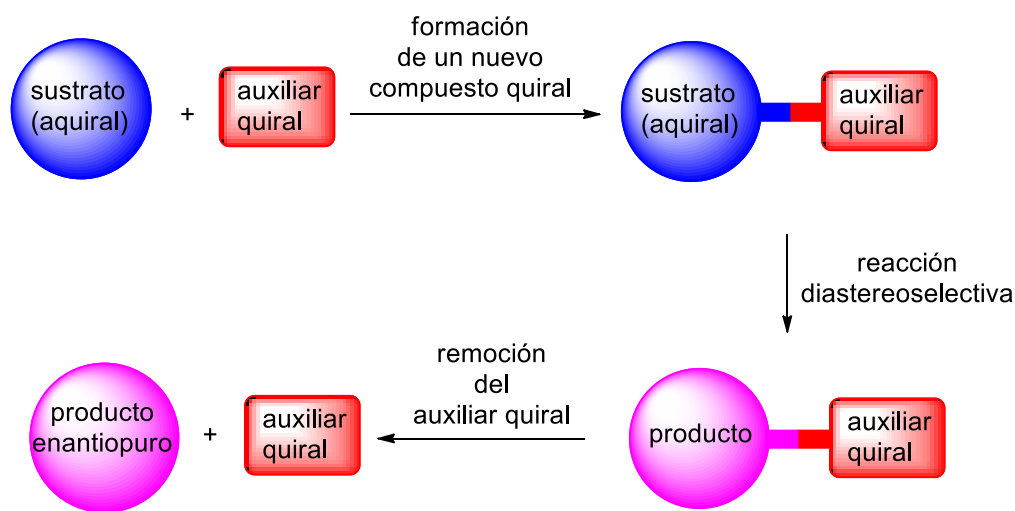 sustrato
(aquiral)
+
auxiliar
quiral
formación
de un nuevo
compuesto quiral
sustrato
(aquiral)
auxiliar
quiral
reacción
diastereoselectiva
producto
auxiliar
quiral
remoción
del
auxiliar quiral
producto
enantiopuro
+
auxiliar
quiral